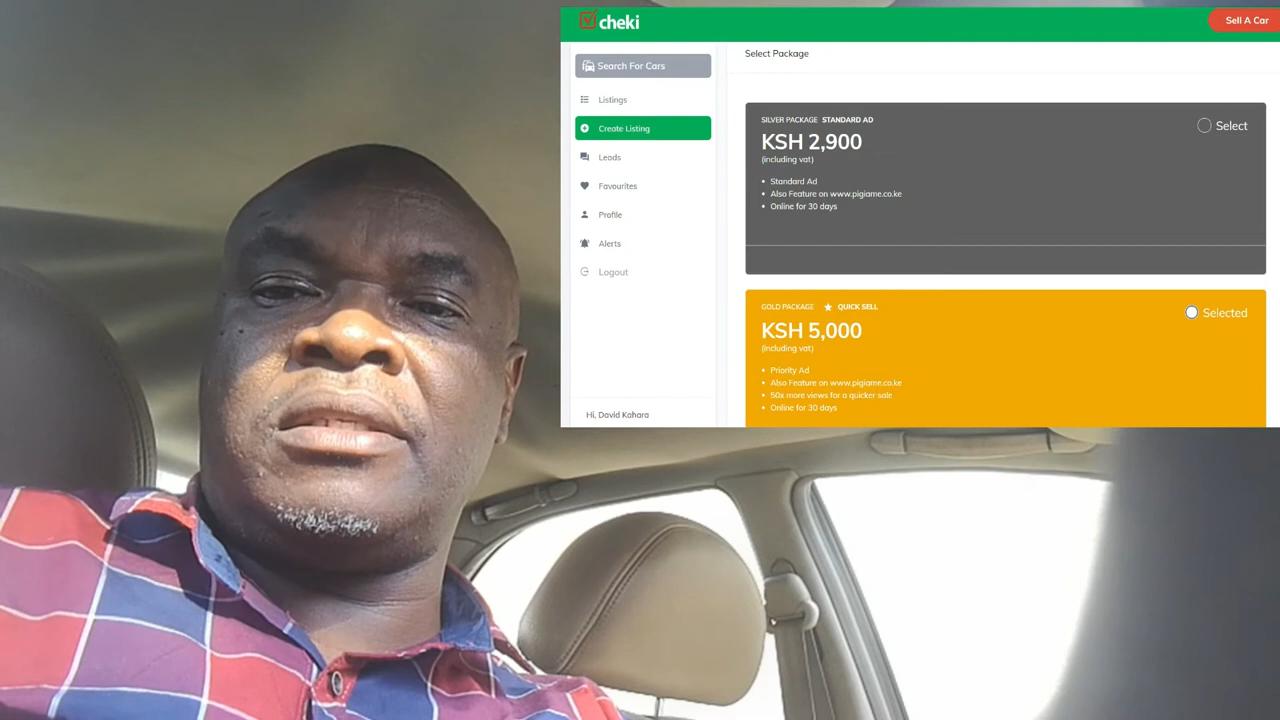 cheki
Sell A Car
Search For Cars
Listings
Create Listing
Leads
Favourites
Profile
Alerts
Logout
Hi, David Kahara
Select Package
SILVER PACKAGE STANDARD AD
Select
KSH 2,900
(including vat)
• Standard Ad
• Also Feature on www.pigiame.co.ke
• Online for 30 days
GOLD PACKAGE ★ QUICK SELL
Selected
KSH 5,000
(including vat)
• Priority Ad
• Also Feature on www.pigiame.co.ke
• 50x more views for a quicker sale
• Online for 30 days